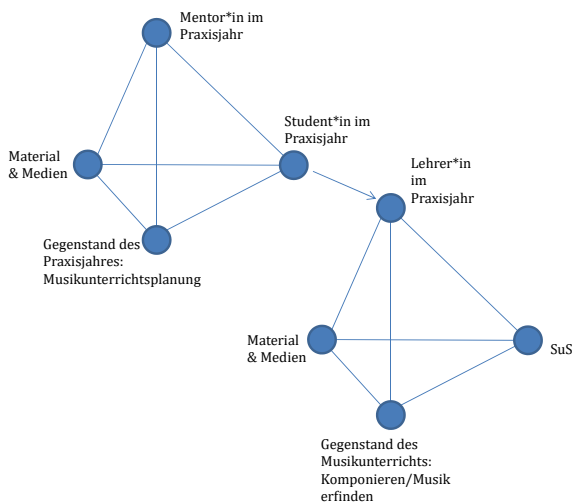 Mentor*in im
Praxisjahr
Student*in im
Praxisjahr
Material
& Medien
Lehrer*in
im
Praxisjahr
Gegenstand des
Praxisjahres:
Musikunterrichtsplanung
Material
& Medien
SuS
Gegenstand des
Musikunterrichts:
Komponieren/Musik
erfinden